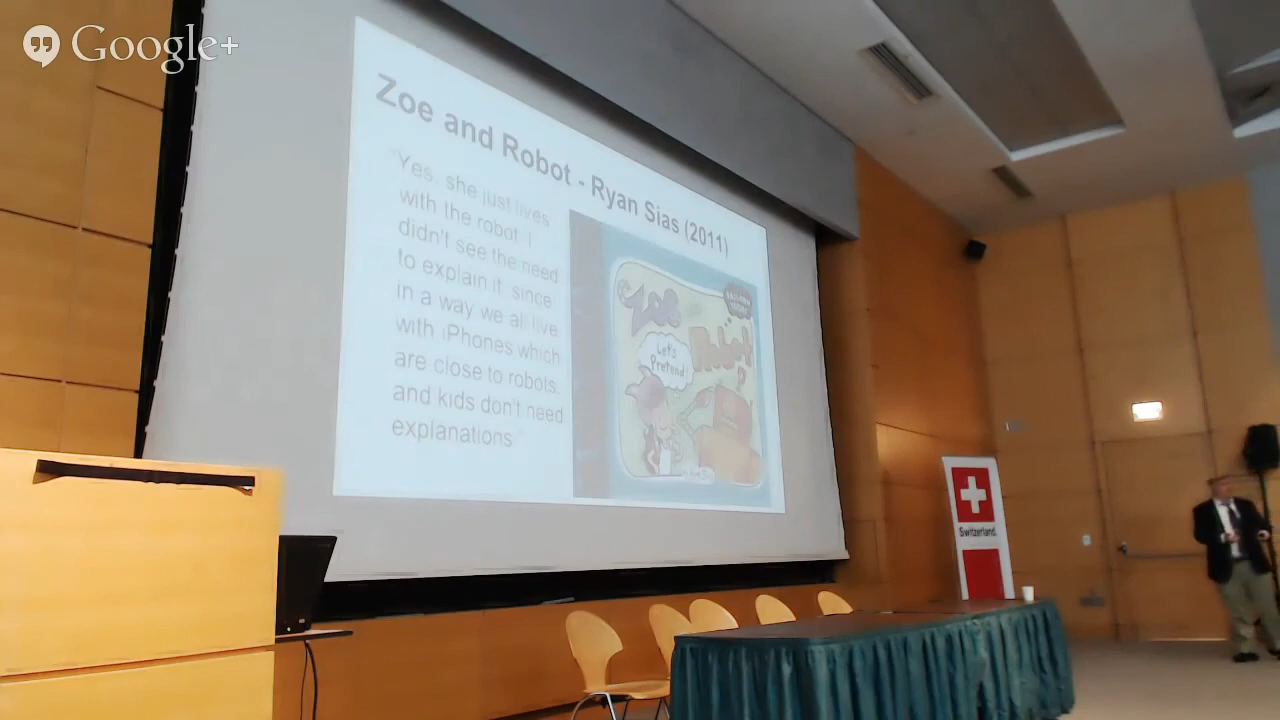 Google+
Zoe and Robot - Ryan Sias (2011)
"Yes, she just lives
with the robot. I
didn't see the need
to explain it, since
in a way we all live
with iPhones which
are close to robots,
and kids don't need
explanations."
Zoe
Robot
Let's
Pretend!
Switzerland.